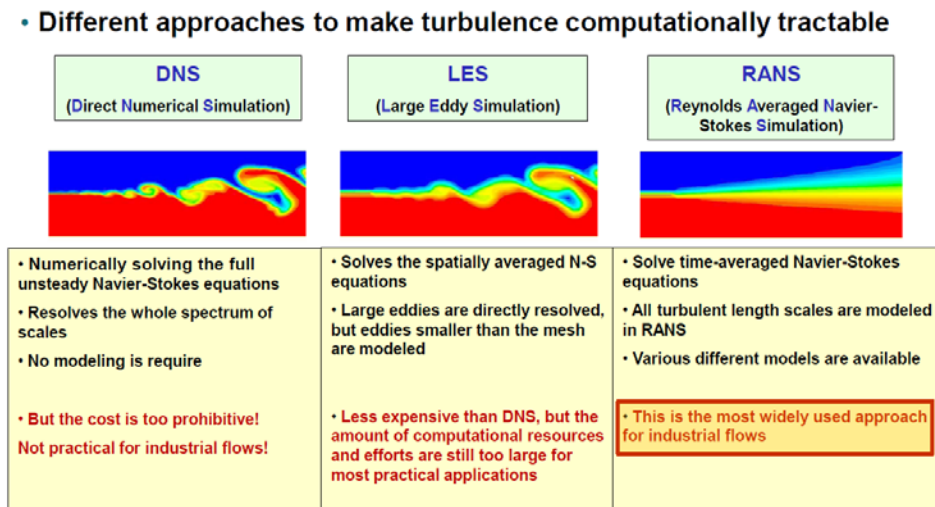 • Different approaches to make turbulence computationally tractable
DNS
(Direct Numerical Simulation)
LES
(Large Eddy Simulation)
RANS
(Reynolds Averaged Navier-
Stokes Simulation)
• Numerically solving the full
unsteady Navier-Stokes equations
• Resolves the whole spectrum of
scales
• No modeling is require
• But the cost is too prohibitive!
Not practical for industrial flows!
• Solves the spatially averaged N-S
equations
• Large eddies are directly resolved,
but eddies smaller than the mesh
are modeled
• Less expensive than DNS, but the
amount of computational resources
and efforts are still too large for
most practical applications
• Solve time-averaged Navier-Stokes
equations
• All turbulent length scales are modeled
in RANS
• Various different models are available
• This is the most widely used approach
for industrial flows